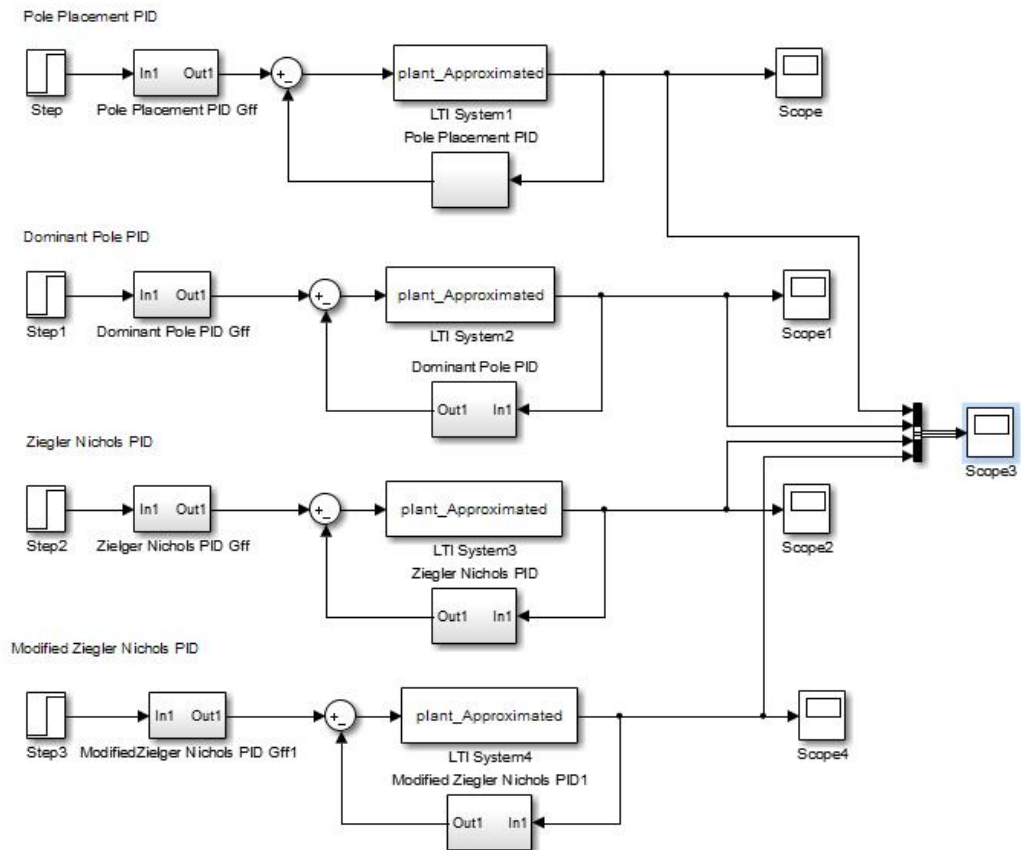 Pole Placement PID
In1 Out1
+
plant_Approximated
Step
Pole Placement PID Gff
LTI System1
Scope
Pole Placement PID
Dominant Pole PID
In1 Out1
+
plant_Approximated
Step1
Dominant Pole PID Gff
LTI System2
Scope1
Dominant Pole PID
Out1 In1
Ziegler Nichols PID
Scope3
In1 Out1
+
plant_Approximated
Step2
Zielger Nichols PID Gff
LTI System3
Scope2
Ziegler Nichols PID
Out1 In1
Modified Ziegler Nichols PID
In1 Out1
+
plant_Approximated
Step3
ModifiedZielger Nichols PID Gff1
LTI System4
Scope4
Modified Ziegler Nichols PID1
Out1 In1